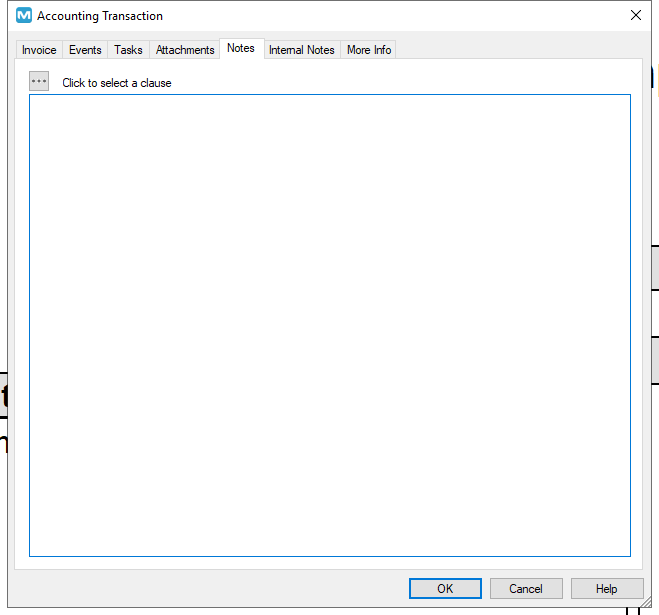 Accounting Transaction
Invoice Events Tasks Attachments Notes Internal Notes More Info
... Click to select a clause
OK Cancel Help